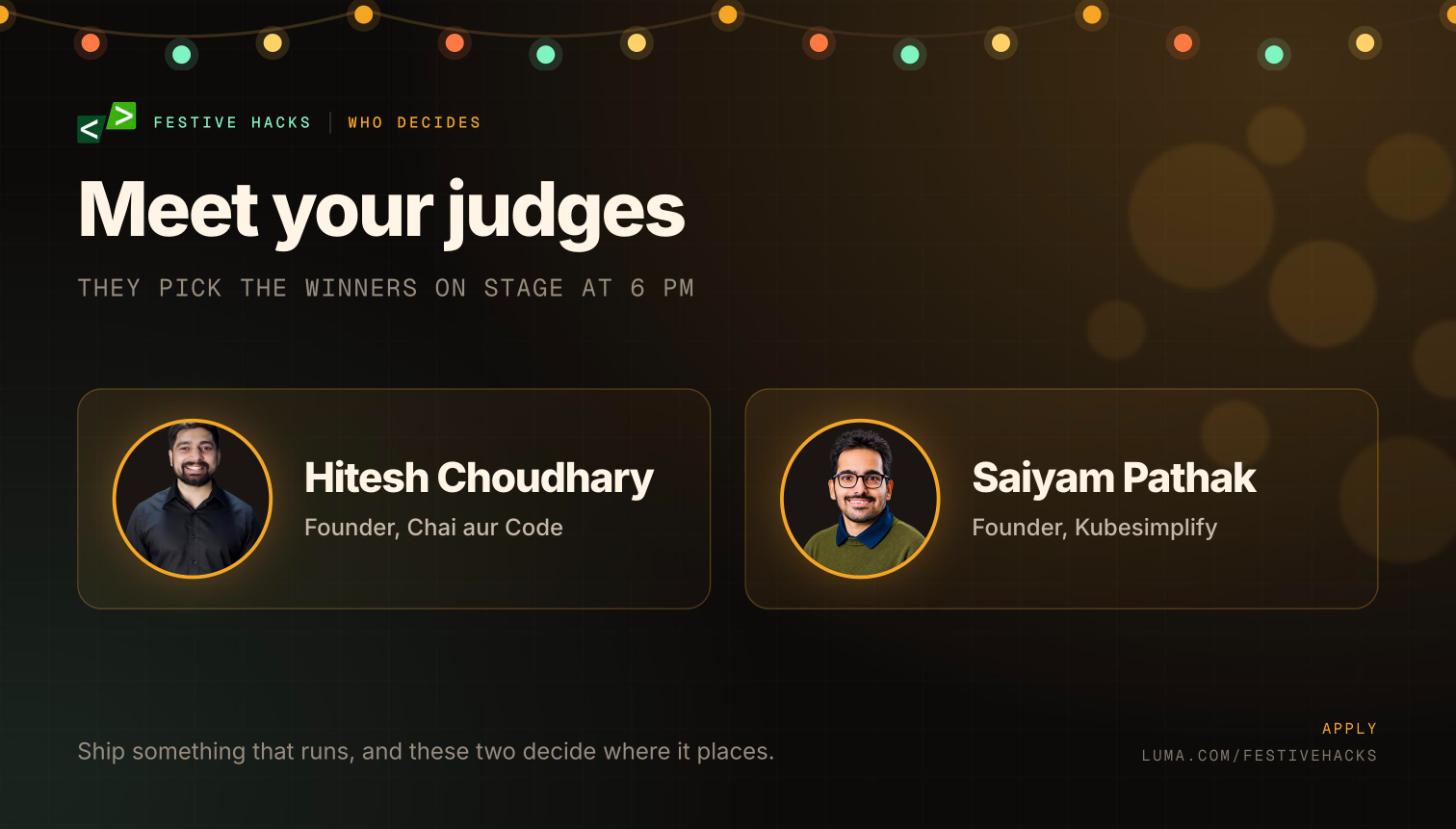 < >
FESTIVE HACKS | WHO DECIDES
Meet your judges
THEY PICK THE WINNERS ON STAGE AT 6 PM
Hitesh Choudhary
Founder, Chai aur Code
Saiyam Pathak
Founder, Kubesimplify
Ship something that runs, and these two decide where it places.
APPLY
LUMA.COM/FESTIVEHACKS